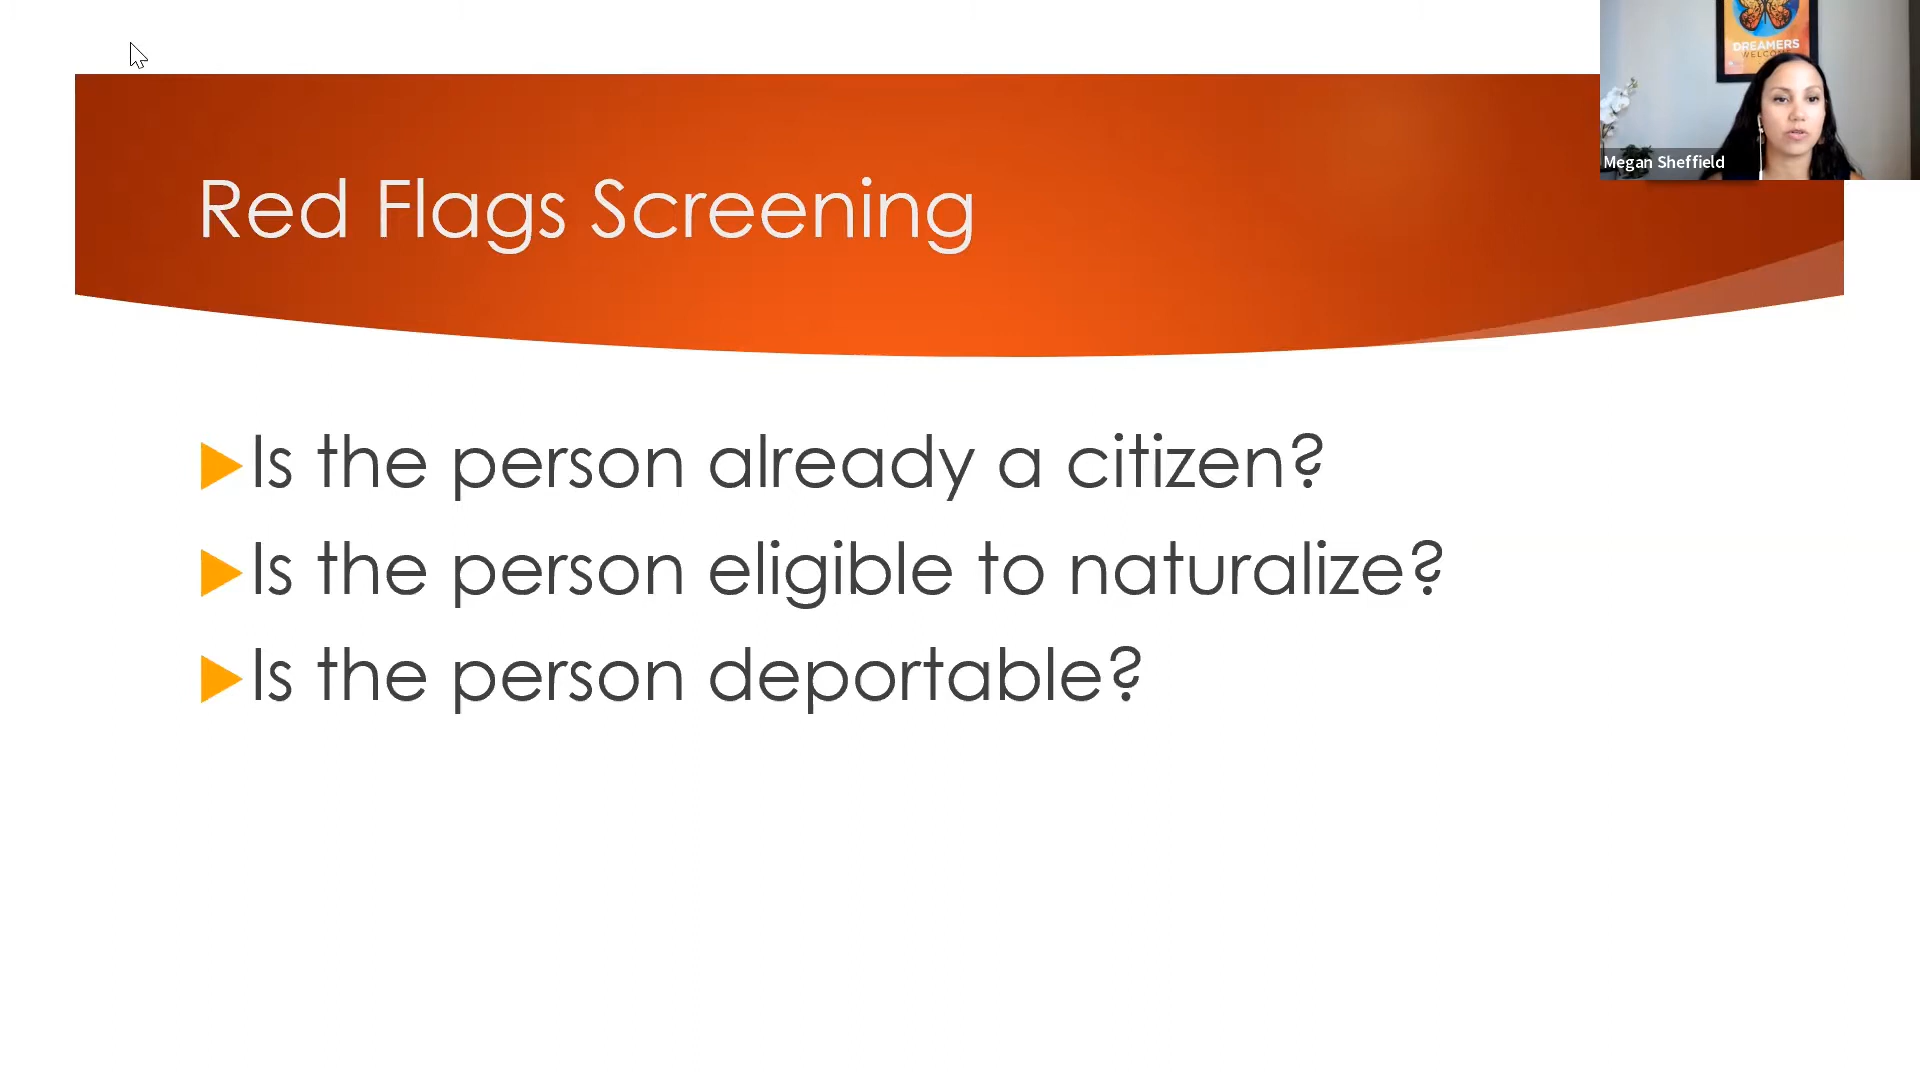 DREAMERS
WELCOME
Megan Sheffield
Red Flags Screening
Is the person already a citizen?
Is the person eligible to naturalize?
Is the person deportable?